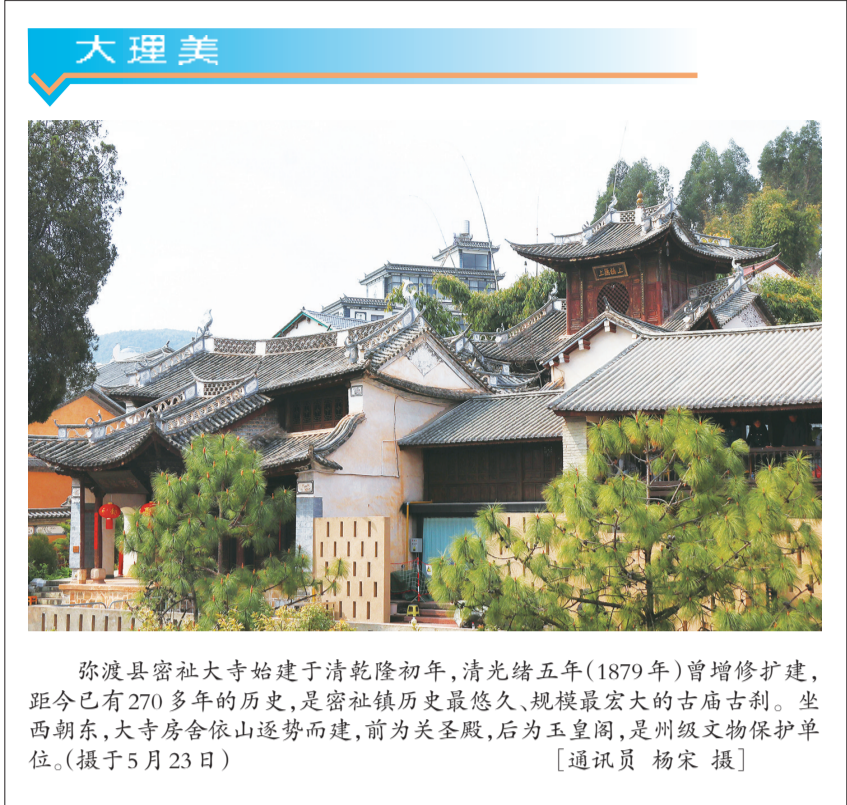 大理美
弥渡县密祉大寺始建于清乾隆初年,清光绪五年(1879年)曾增修扩建,
距今已有270多年的历史,是密祉镇历史最悠久、规模最宏大的古庙古刹。坐
西朝东,大寺房舍依山逐势而建,前为关圣殿,后为玉皇阁,是州级文物保护单
位。(摄于5月23日) [通讯员 杨宋 摄]